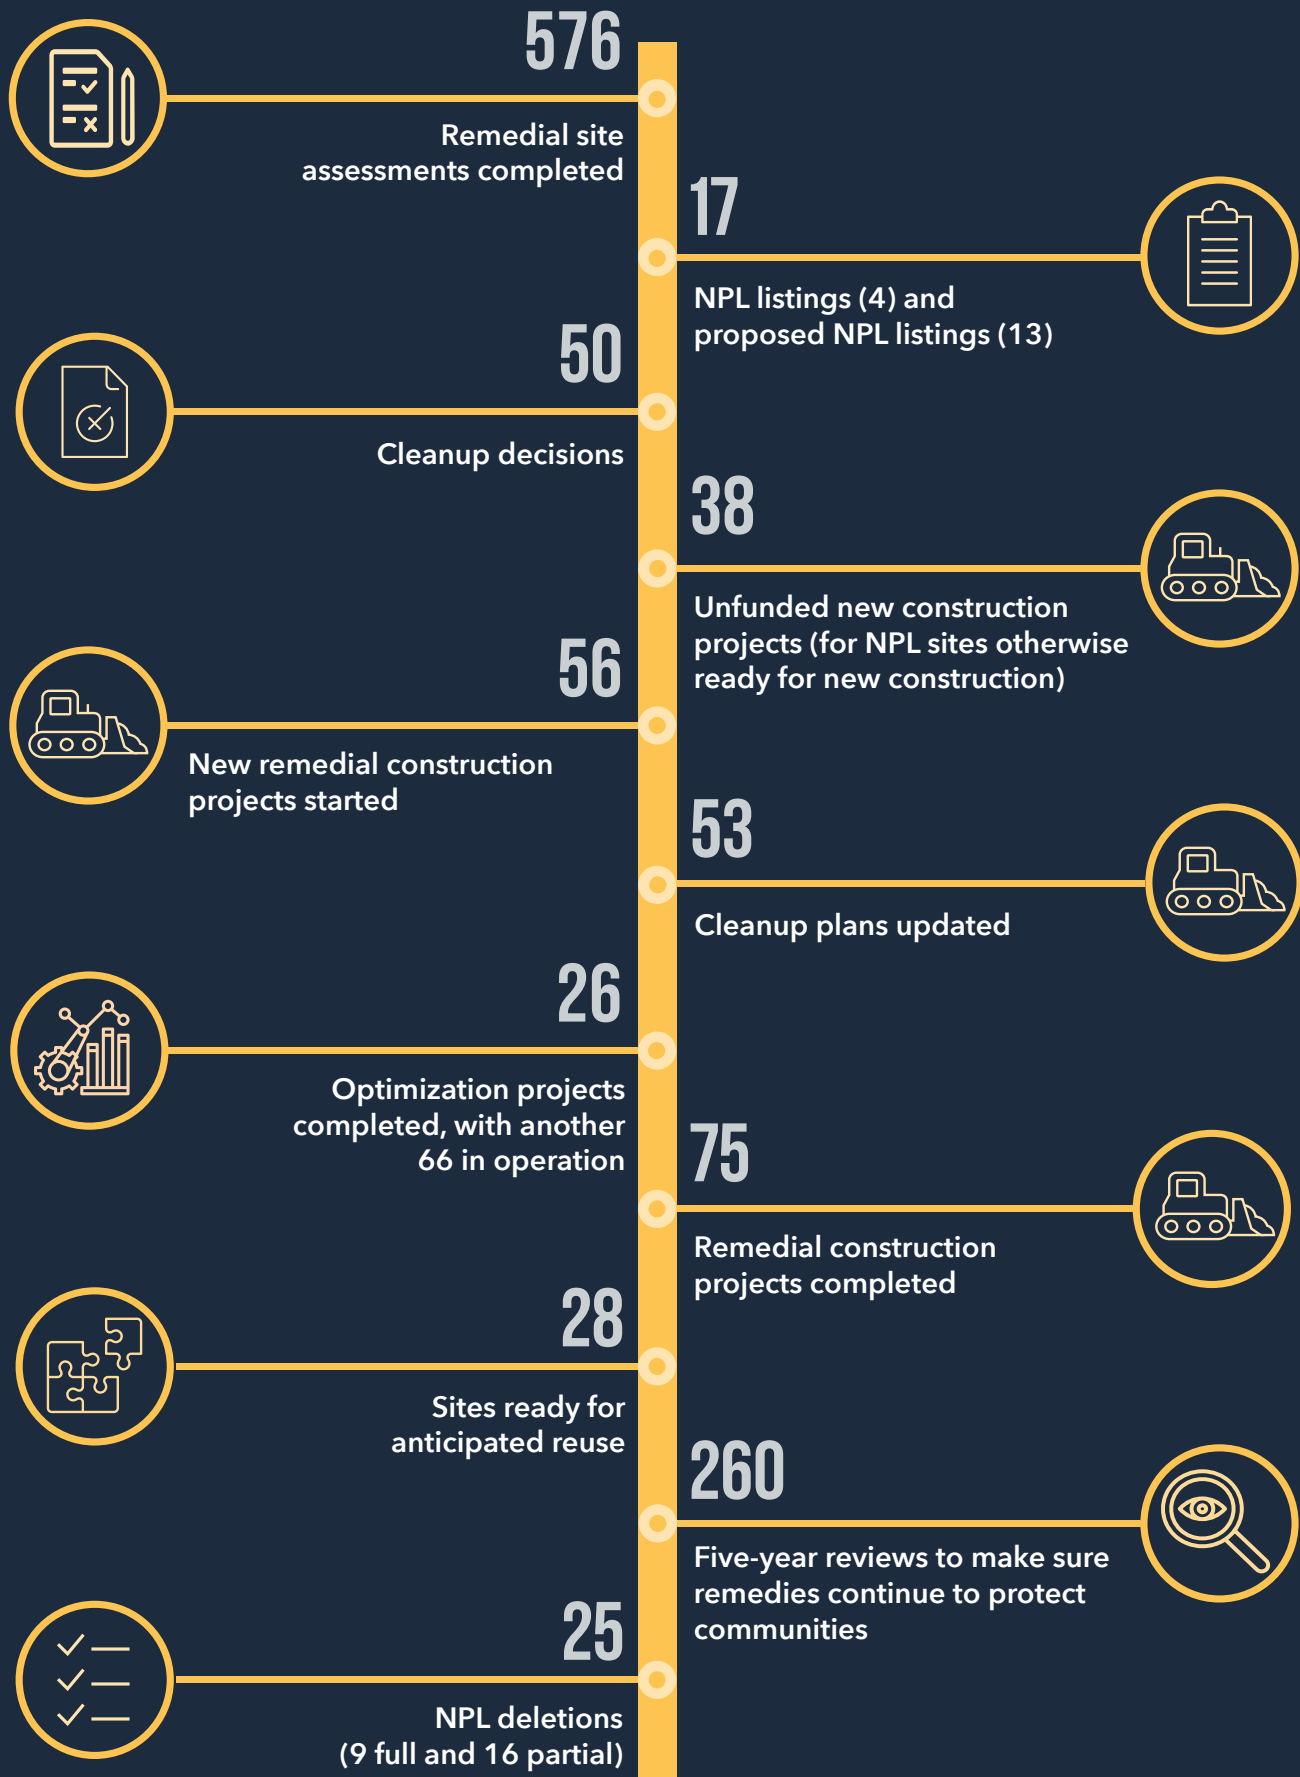 576
Remedial site
assessments completed
17
NPL listings (4) and
proposed NPL listings (13)
50
Cleanup decisions
38
Unfunded new construction
projects (for NPL sites otherwise
ready for new construction)
56
New remedial construction
projects started
53
Cleanup plans updated
26
Optimization projects
completed, with another
66 in operation
75
Remedial construction
projects completed
28
Sites ready for
anticipated reuse
260
Five-year reviews to make sure
remedies continue to protect
communities
25
NPL deletions
(9 full and 16 partial)